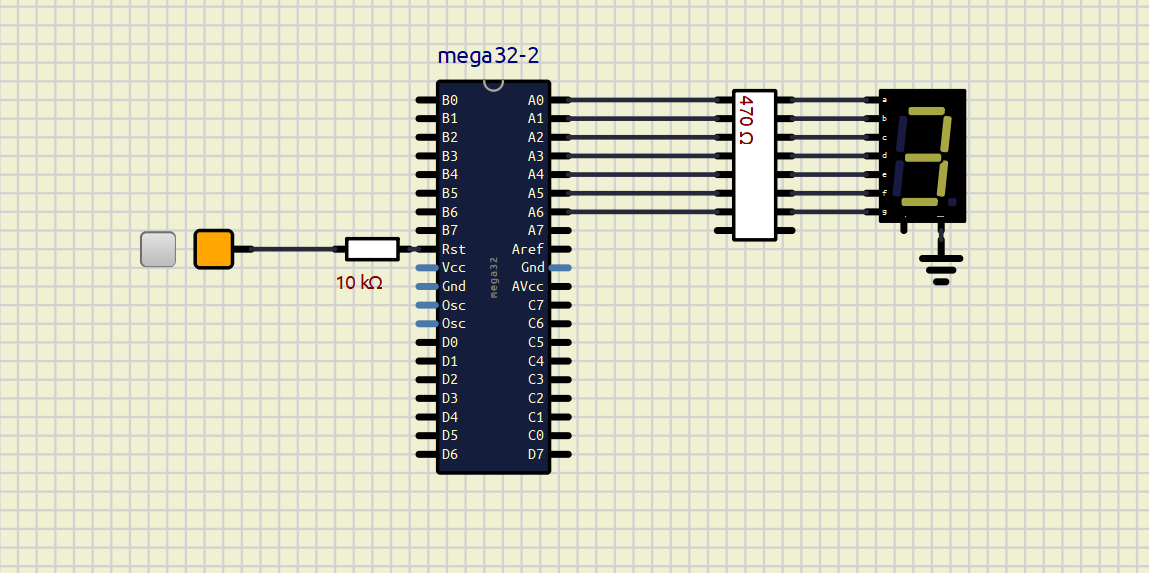 mega32-2
B0 A0
B1 A1
B2 A2
B3 A3
B4 A4
B5 A5
B6 A6
B7 A7
Rst Aref
Vcc Gnd
Gnd AVcc
Osc C7
Osc C6
D0 C5
D1 C4
D2 C3
D3 C2
D4 C1
D5 C0
D6 D7
mega32
10 kΩ
470 Ω
a
b
c
d
e
f
g